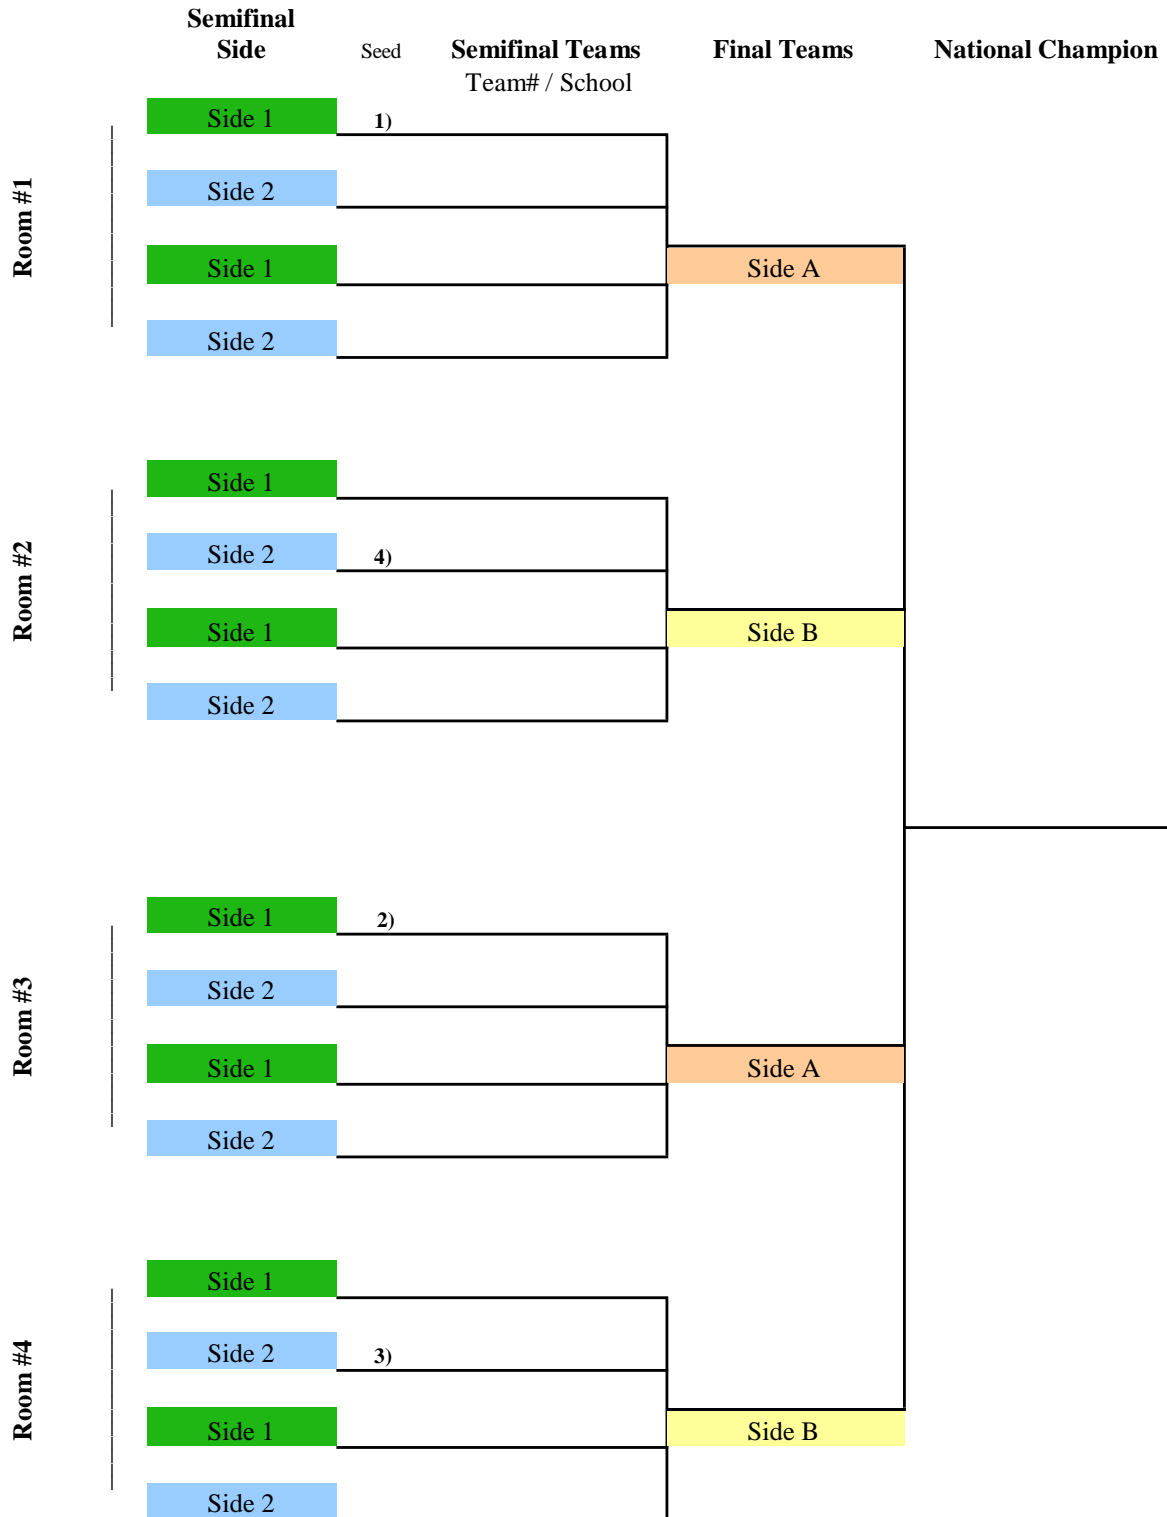 Semifinal
Side Seed Semifinal Teams Final Teams National Champion
Team# / School
Room #1
Side 1 1)
Side 2
Side 1 Side A
Side 2
Room #2
Side 1
Side 2 4)
Side 1 Side B
Side 2
Room #3
Side 1 2)
Side 2
Side 1 Side A
Side 2
Room #4
Side 1
Side 2 3)
Side 1 Side B
Side 2